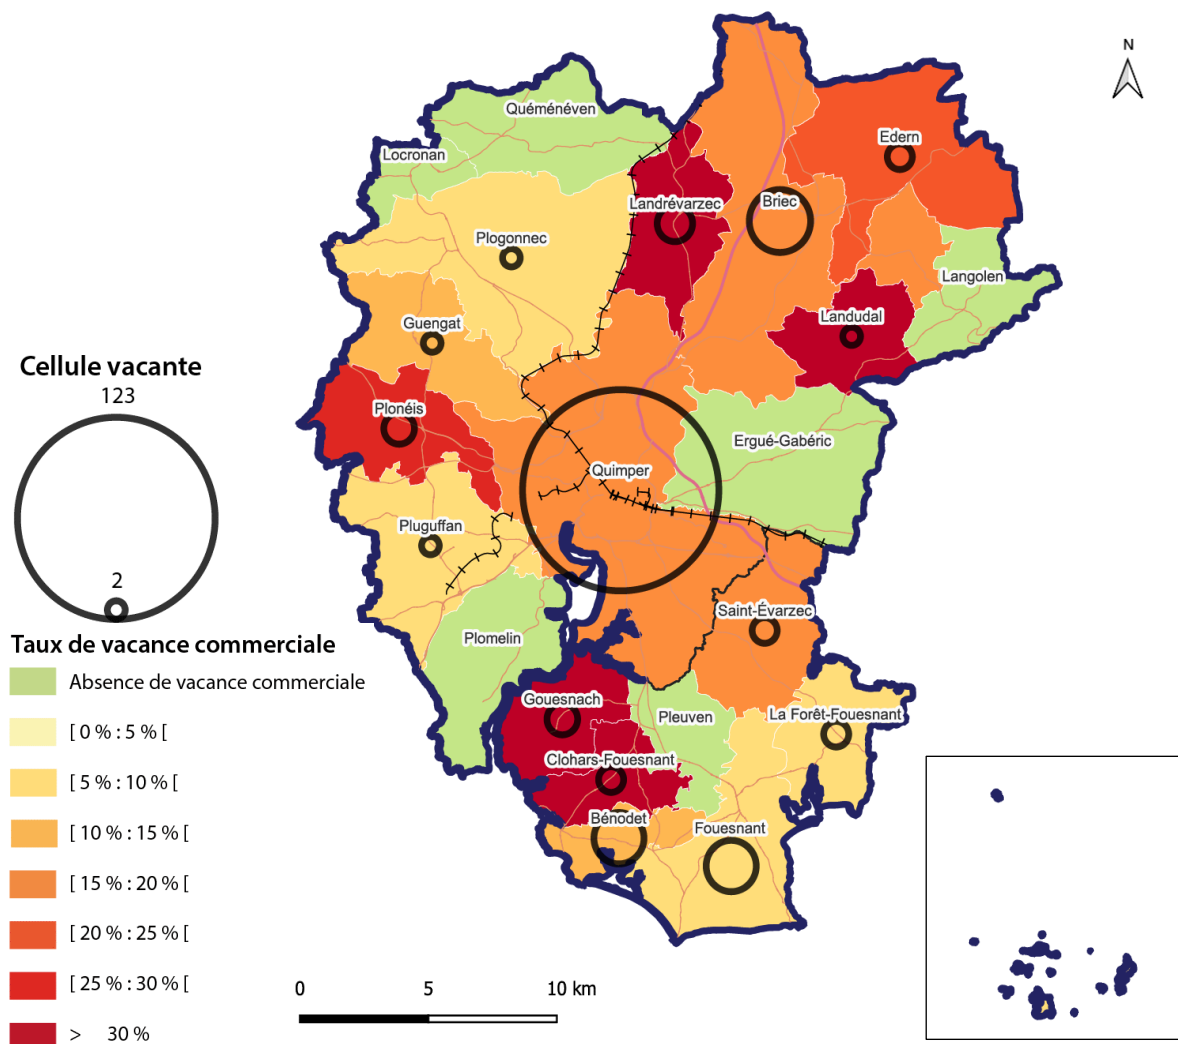 N
Quéménéven
Edern
Locronan
Landrévarzec
Briec
Plogonnec
Langolen
Guengat
Landudal
Cellule vacante
123
Plonéis
Ergué-Gabéric
Quimper
Pluguffan
2
Saint-Évarzec
Plomelin
Taux de vacance commerciale
Absence de vacance commerciale
[ 0 % : 5 % [
[ 5 % : 10 % [
[ 10 % : 15 % [
[ 15 % : 20 % [
[ 20 % : 25 % [
[ 25 % : 30 % [
> 30 %
Gouesnach
Pleuven
La Forêt-Fouesnant
Clohars-Fouesnant
Bénodet
Fouesnant
0 5 10 km